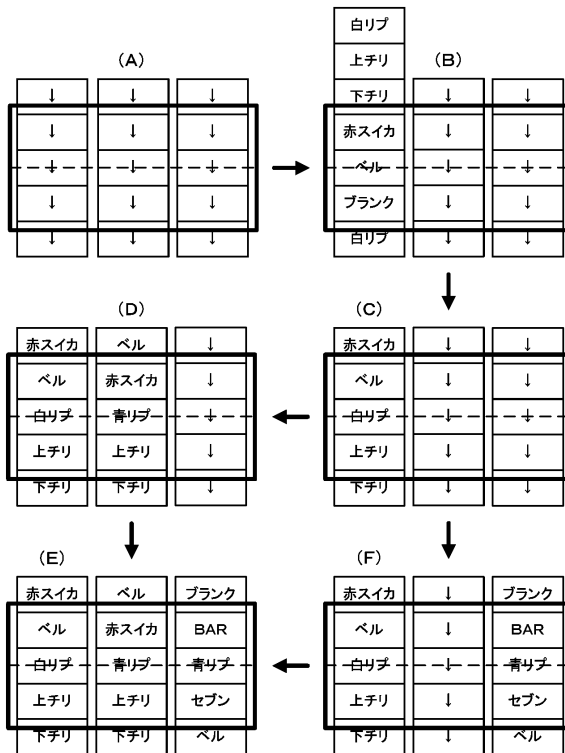 (A)
↓ ↓ ↓
↓ ↓ ↓
↓ ↓ ↓
↓ ↓ ↓
↓ ↓ ↓
(B)
白リプ
上チリ
下チリ ↓ ↓
赤スイカ ↓ ↓
ベル ↓ ↓
ブランク ↓ ↓
白リプ ↓ ↓
(D)
赤スイカ ベル ↓
ベル 赤スイカ ↓
白リプ 青リプ ↓
上チリ 上チリ ↓
下チリ 下チリ ↓
(C)
赤スイカ ↓ ↓
ベル ↓ ↓
白リプ ↓ ↓
上チリ ↓ ↓
下チリ ↓ ↓
(E)
赤スイカ ベル ブランク
ベル 赤スイカ BAR
白リプ 青リプ 青リプ
上チリ 上チリ セブン
下チリ 下チリ ベル
(F)
赤スイカ ↓ ブランク
ベル ↓ BAR
白リプ ↓ 青リプ
上チリ ↓ セブン
下チリ ↓ ベル